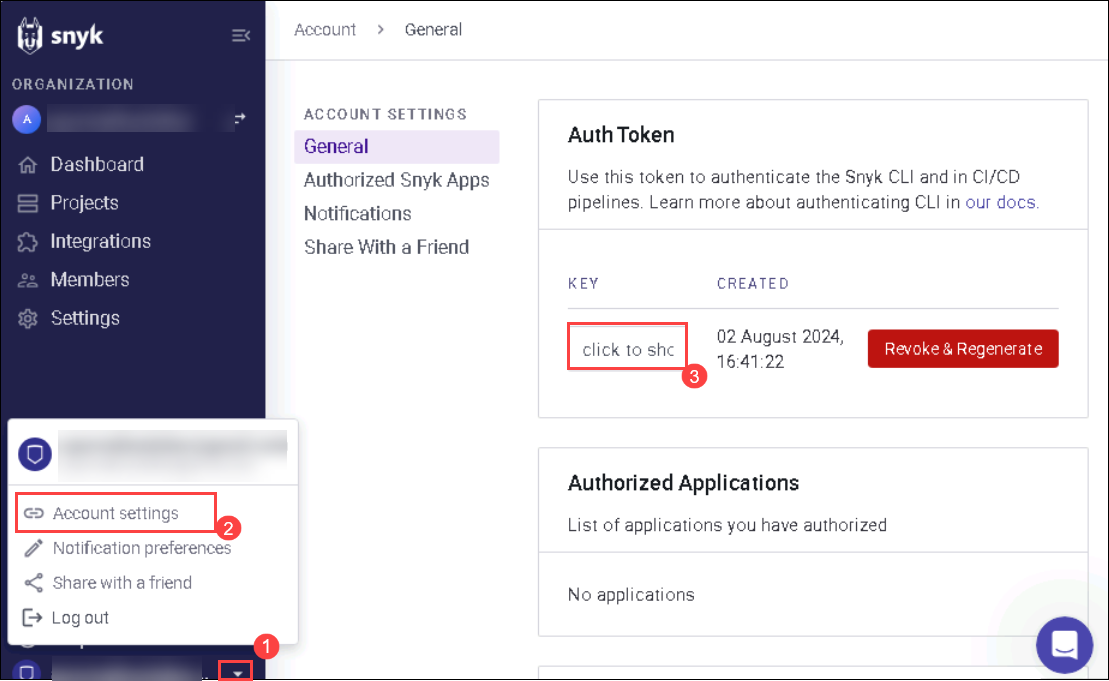 snyk
ORGANIZATION
A
Dashboard
Projects
Integrations
Members
Settings
Account settings
2
Notification preferences
Share with a friend
Log out
1
Account > General
ACCOUNT SETTINGS
General
Authorized Snyk Apps
Notifications
Share With a Friend
Auth Token
Use this token to authenticate the Snyk CLI and in CI/CD
pipelines. Learn more about authenticating CLI in our docs.
KEY CREATED
click to sho
3
02 August 2024,
16:41:22
Revoke & Regenerate
Authorized Applications
List of applications you have authorized
No applications